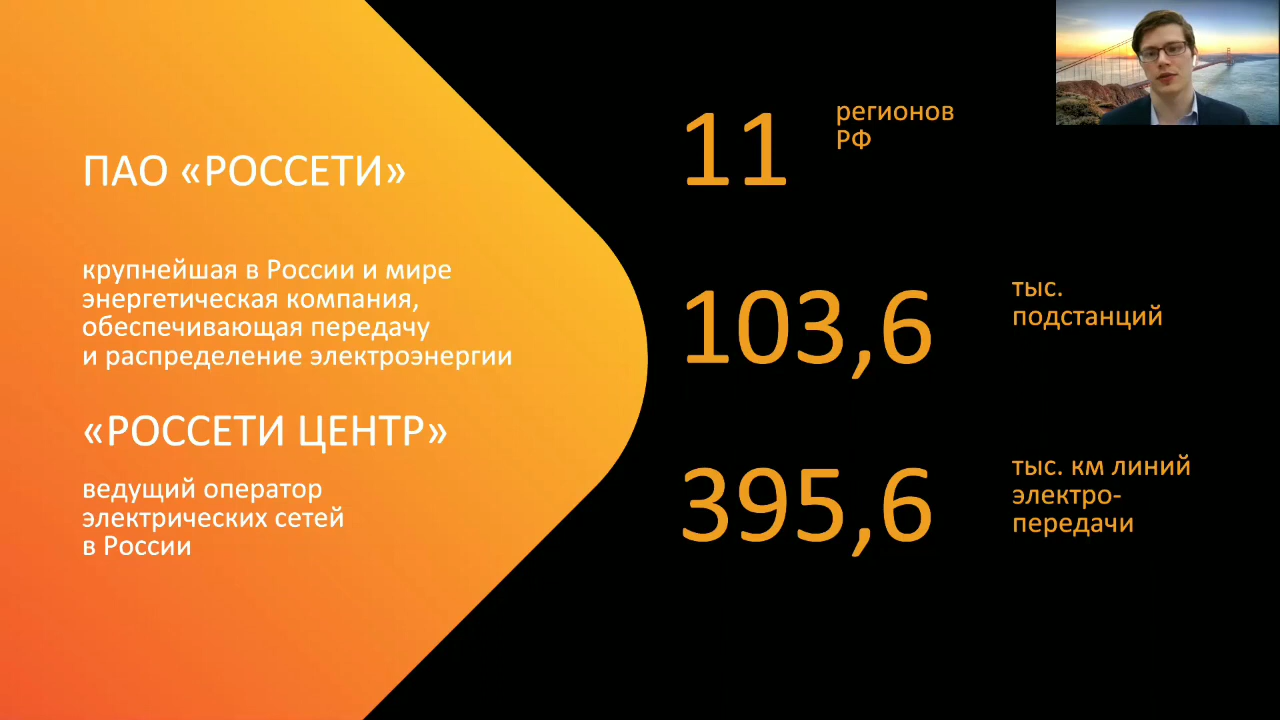 ПАО «РОССЕТИ»
крупнейшая в России и мире
энергетическая компания,
обеспечивающая передачу
и распределение электроэнергии
«РОССЕТИ ЦЕНТР»
ведущий оператор
электрических сетей
в России
11
регионов
РФ
103,6
тыс.
подстанций
395,6
тыс. км линий
электро-
передачи